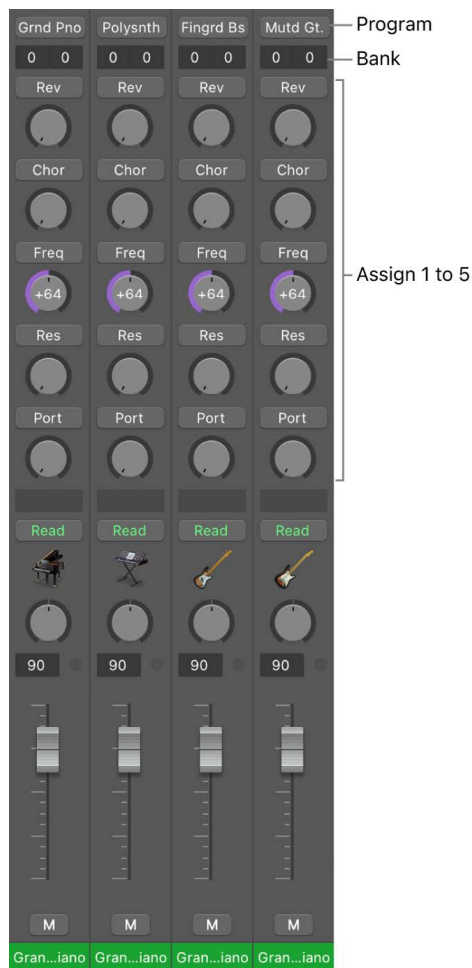 Grnd Pno Polysnth Fingrd Bs Mutd Gt. Program
0 0 0 0 0 0 0 0 Bank
Rev Rev Rev Rev
Chor Chor Chor Chor
Freq Freq Freq Freq
Assign 1 to 5
+64 +64 +64 +64
Res Res Res Res
Port Port Port Port
Read Read Read Read
90 90 90 90
M M M M
Gran...iano Gran...iano Gran...iano Gran...iano